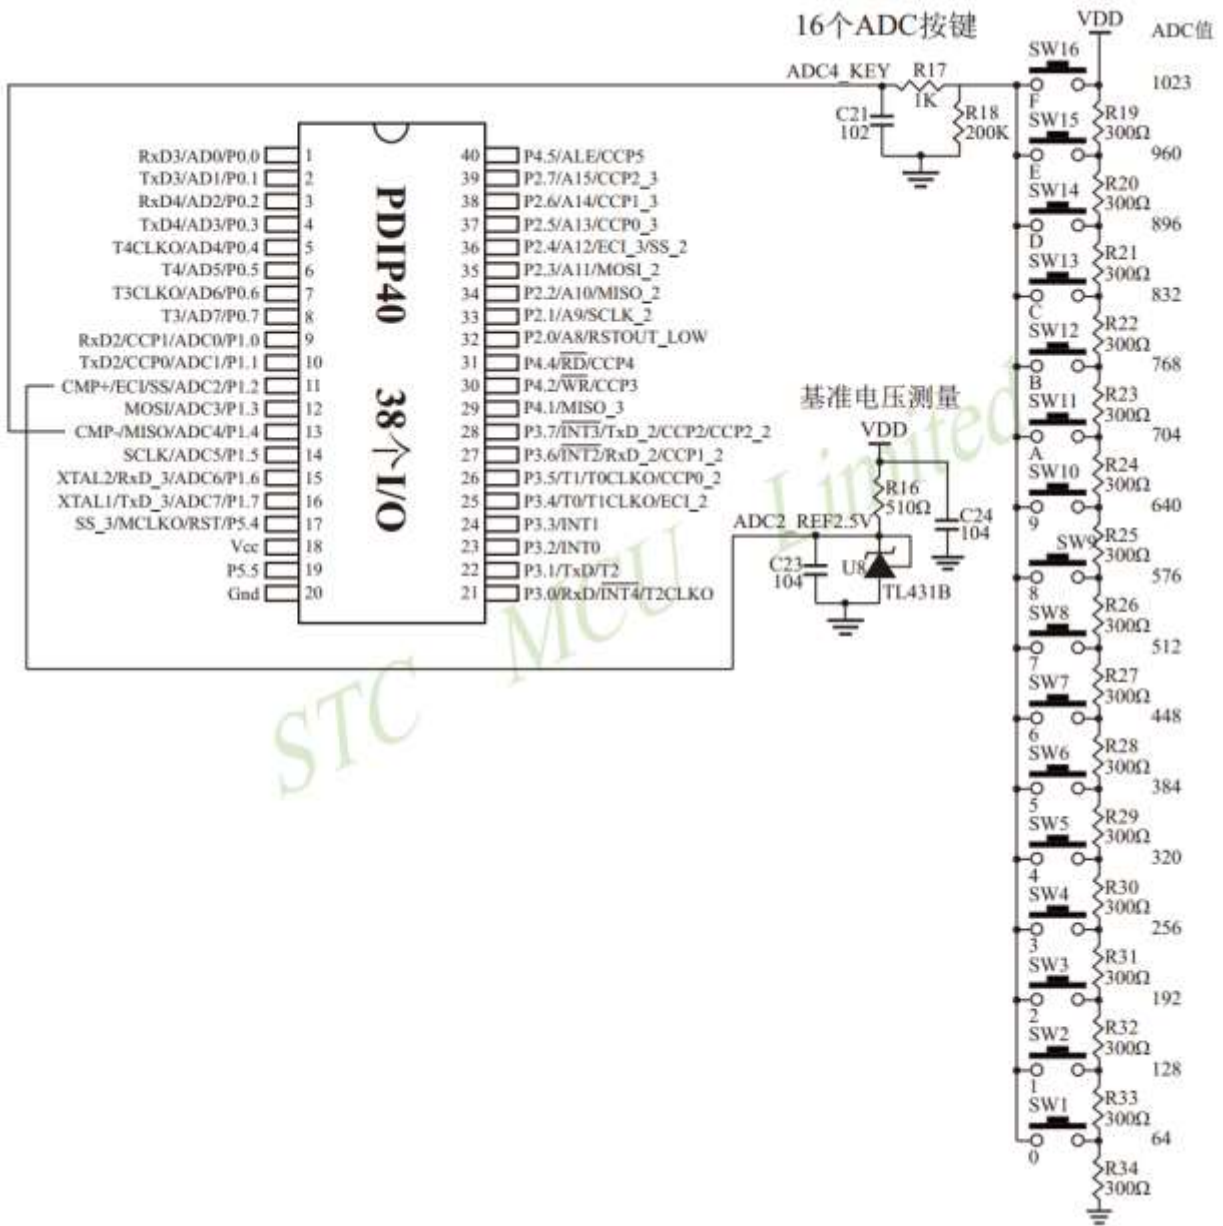 16个ADC按键
VDD
ADC值
ADC4_KEY
R17
1K
C21
102
R18
200K
SW16
1023
F
R19
300Ω
SW15
960
E
R20
300Ω
SW14
896
D
R21
300Ω
SW13
832
C
R22
300Ω
SW12
768
B
R23
300Ω
SW11
704
A
R24
300Ω
SW10
640
9
R25
300Ω
SW9
576
8
R26
300Ω
SW8
512
7
R27
300Ω
SW7
448
6
R28
300Ω
SW6
384
5
R29
300Ω
SW5
320
4
R30
300Ω
SW4
256
3
R31
300Ω
SW3
192
2
R32
300Ω
SW2
128
1
R33
300Ω
SW1
64
0
R34
300Ω
PDIP40 38个I/O
RxD3/AD0/P0.0 1
TxD3/AD1/P0.1 2
RxD4/AD2/P0.2 3
TxD4/AD3/P0.3 4
T4CLKO/AD4/P0.4 5
T4/AD5/P0.5 6
T3CLKO/AD6/P0.6 7
T3/AD7/P0.7 8
RxD2/CCP1/ADC0/P1.0 9
TxD2/CCP0/ADC1/P1.1 10
CMP+/ECI/SS/ADC2/P1.2 11
MOSI/ADC3/P1.3 12
CMP-/MISO/ADC4/P1.4 13
SCLK/ADC5/P1.5 14
XTAL2/RxD_3/ADC6/P1.6 15
XTAL1/TxD_3/ADC7/P1.7 16
SS_3/MCLKO/RST/P5.4 17
Vcc 18
P5.5 19
Gnd 20
40 P4.5/ALE/CCP5
39 P2.7/A15/CCP2_3
38 P2.6/A14/CCP1_3
37 P2.5/A13/CCP0_3
36 P2.4/A12/ECI_3/SS_2
35 P2.3/A11/MOSI_2
34 P2.2/A10/MISO_2
33 P2.1/A9/SCLK_2
32 P2.0/A8/RSTOUT_LOW
31 P4.4/RD/CCP4
30 P4.2/WR/CCP3
29 P4.1/MISO_3
28 P3.7/INT3/TxD_2/CCP2/CCP2_2
27 P3.6/INT2/RxD_2/CCP1_2
26 P3.5/T1/T0CLKO/CCP0_2
25 P3.4/T0/T1CLKO/ECI_2
24 P3.3/INT1
23 P3.2/INT0
22 P3.1/TxD/T2
21 P3.0/RxD/INT4/T2CLKO
基准电压测量
VDD
R16
510Ω
ADC2_REF2.5V
C24
104
C23
104
U8
TL431B
STC MCU Limited